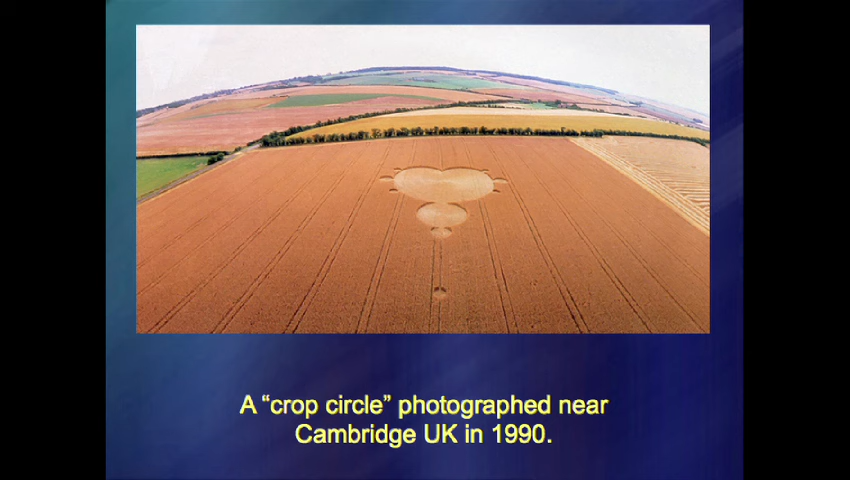 A “crop circle” photographed near
Cambridge UK in 1990.